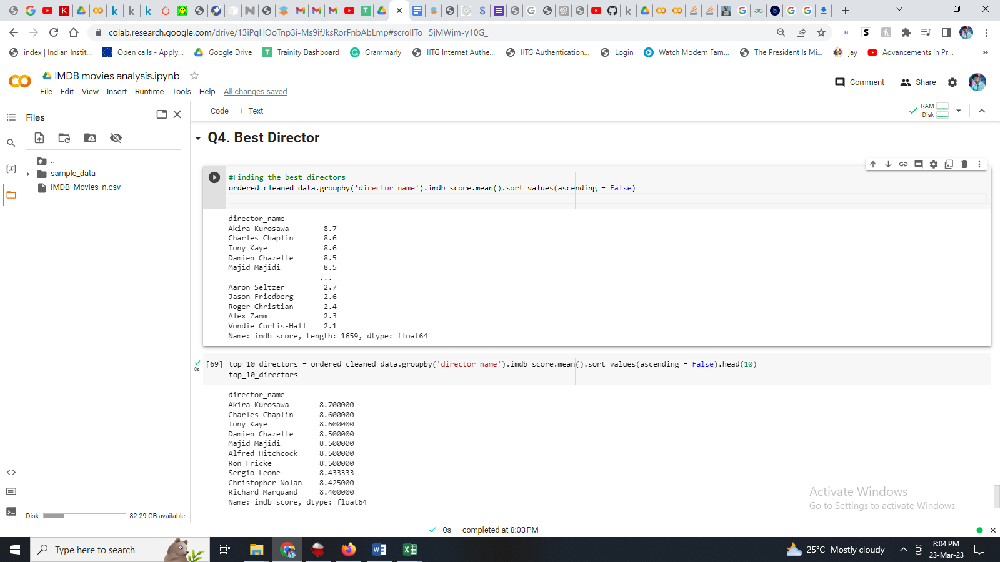 colab.research.google.com/drive/13iPqHOoTnp3i-Ms9ifJksRorFnbAbLmp#scrollTo=5jMWjm-y10G_
index | Indian Instit...
Open calls - Apply...
Google Drive
Trainity Dashboard
Grammarly
IITG Internet Authe...
IITG Authentication...
Login
Watch Modern Fam...
The President Is Mi...
jay
Advancements in Pr...
»
IMDB movies analysis.ipynb
Comment
Share
File Edit View Insert Runtime Tools Help All changes saved
Files
+ Code + Text
RAM
Disk
Q4. Best Director
..
sample_data
IMDB_Movies_n.csv
#Finding the best directors
ordered_cleaned_data.groupby('director_name').imdb_score.mean().sort_values(ascending = False)
director_name
Akira Kurosawa 8.7
Charles Chaplin 8.6
Tony Kaye 8.6
Damien Chazelle 8.5
Majid Majidi 8.5
...
Aaron Seltzer 2.7
Jason Friedberg 2.6
Roger Christian 2.4
Alex Zamm 2.3
Vondie Curtis-Hall 2.1
Name: imdb_score, Length: 1659, dtype: float64
0s
[69] top_10_directors = ordered_cleaned_data.groupby('director_name').imdb_score.mean().sort_values(ascending = False).head(10)
top_10_directors
director_name
Akira Kurosawa 8.700000
Charles Chaplin 8.600000
Tony Kaye 8.600000
Damien Chazelle 8.500000
Majid Majidi 8.500000
Alfred Hitchcock 8.500000
Ron Fricke 8.500000
Sergio Leone 8.433333
Christopher Nolan 8.425000
Richard Marquand 8.400000
Name: imdb_score, dtype: float64
Activate Windows
Go to Settings to activate Windows.
Disk 82.29 GB available
0s completed at 8:03 PM
Type here to search
25°C Mostly cloudy
8:04 PM
23-Mar-23